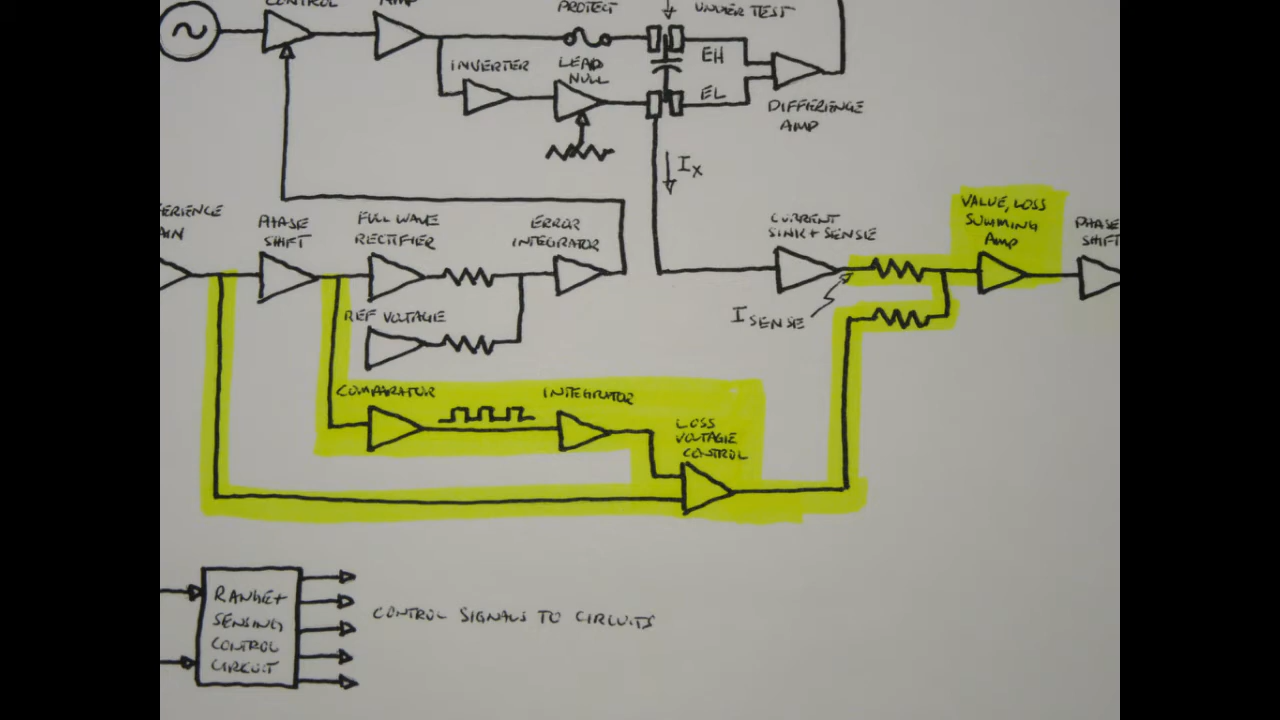 CONTROL
AMP
PROTECT
UNDER TEST
INVERTER
LEAD
NULL
EH
EL
DIFFERENCE
AMP
IX
PHASE
SHIFT
FULL WAVE
RECTIFIER
ERROR
INTEGRATOR
CURRENT
SINK + SENSE
VALUE, LOSS
SUMMING
AMP
PHASE
SHIFT
REF VOLTAGE
I SENSE
COMPARATOR
INTEGRATOR
LOSS
VOLTAGE
CONTROL
RANGE+
SENSING
CONTROL
CIRCUIT
CONTROL SIGNALS TO CIRCUITS